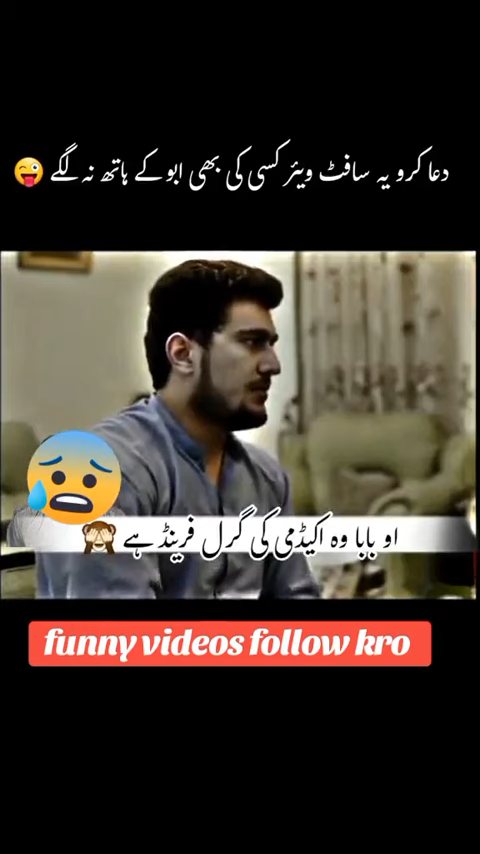 دعا کرو یہ سافٹ ویئر کسی کی بھی ابو کے ہاتھ نہ لگے 😜
او بابا وہ اکیڈمی کی گرل فرینڈ ہے 🙈
funny videos follow kro